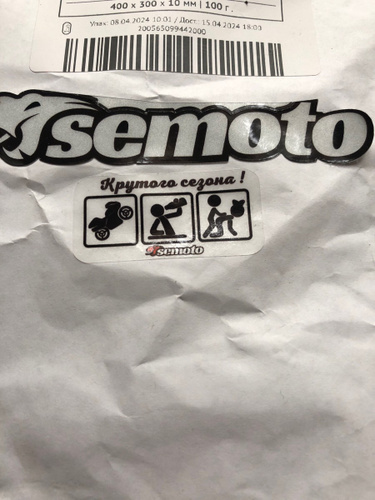 400 x 300 x 10 мм | 100 г.
Упак: 08.04.2024 10:01 / Дост: 15.04.2024 18:00
200565099442000
semoto
Крутого сезона !
semoto